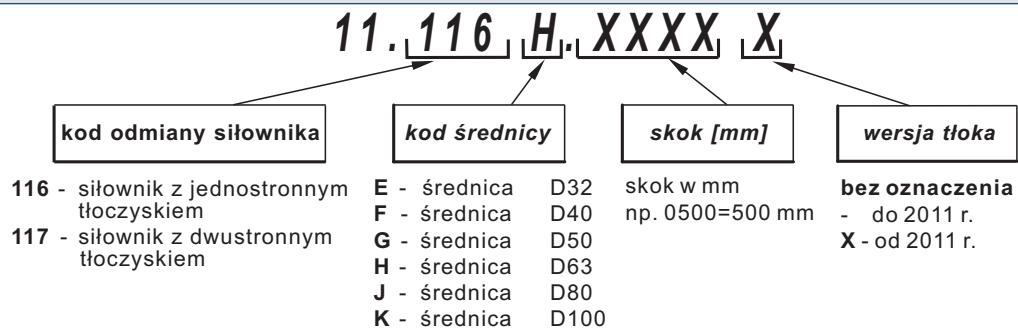 11.116 H.XXXX X
kod odmiany siłownika
kod średnicy
skok [mm]
wersja tłoka
116 - siłownik z jednostronnym
tłoczyskiem
117 - siłownik z dwustronnym
tłoczyskiem
E - średnica D32
F - średnica D40
G - średnica D50
H - średnica D63
J - średnica D80
K - średnica D100
skok w mm
np. 0500=500 mm
bez oznaczenia
- do 2011 r.
X - od 2011 r.